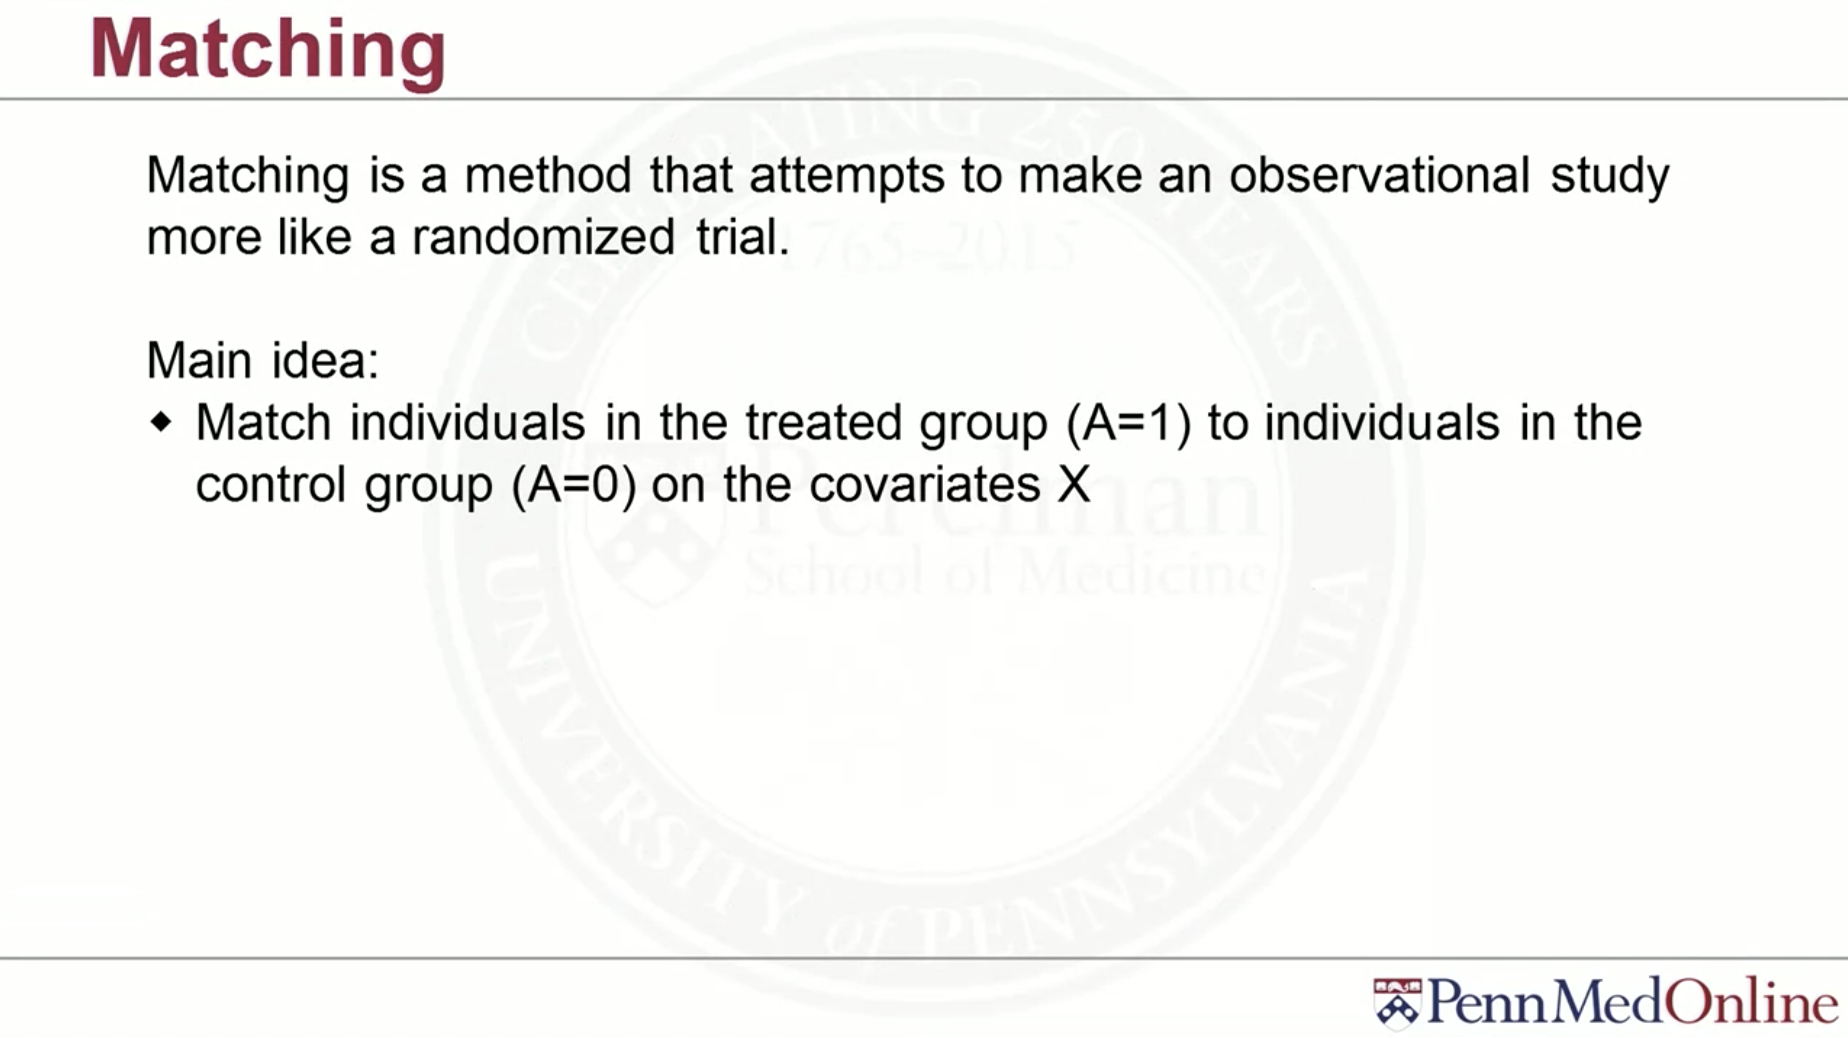 Matching
Matching is a method that attempts to make an observational study
more like a randomized trial.
Main idea:
◆ Match individuals in the treated group (A=1) to individuals in the
control group (A=0) on the covariates X
CELEBRATING 250 YEARS
1765–2015
Perelman
School of Medicine
UNIVERSITY of PENNSYLVANIA
PennMedOnline